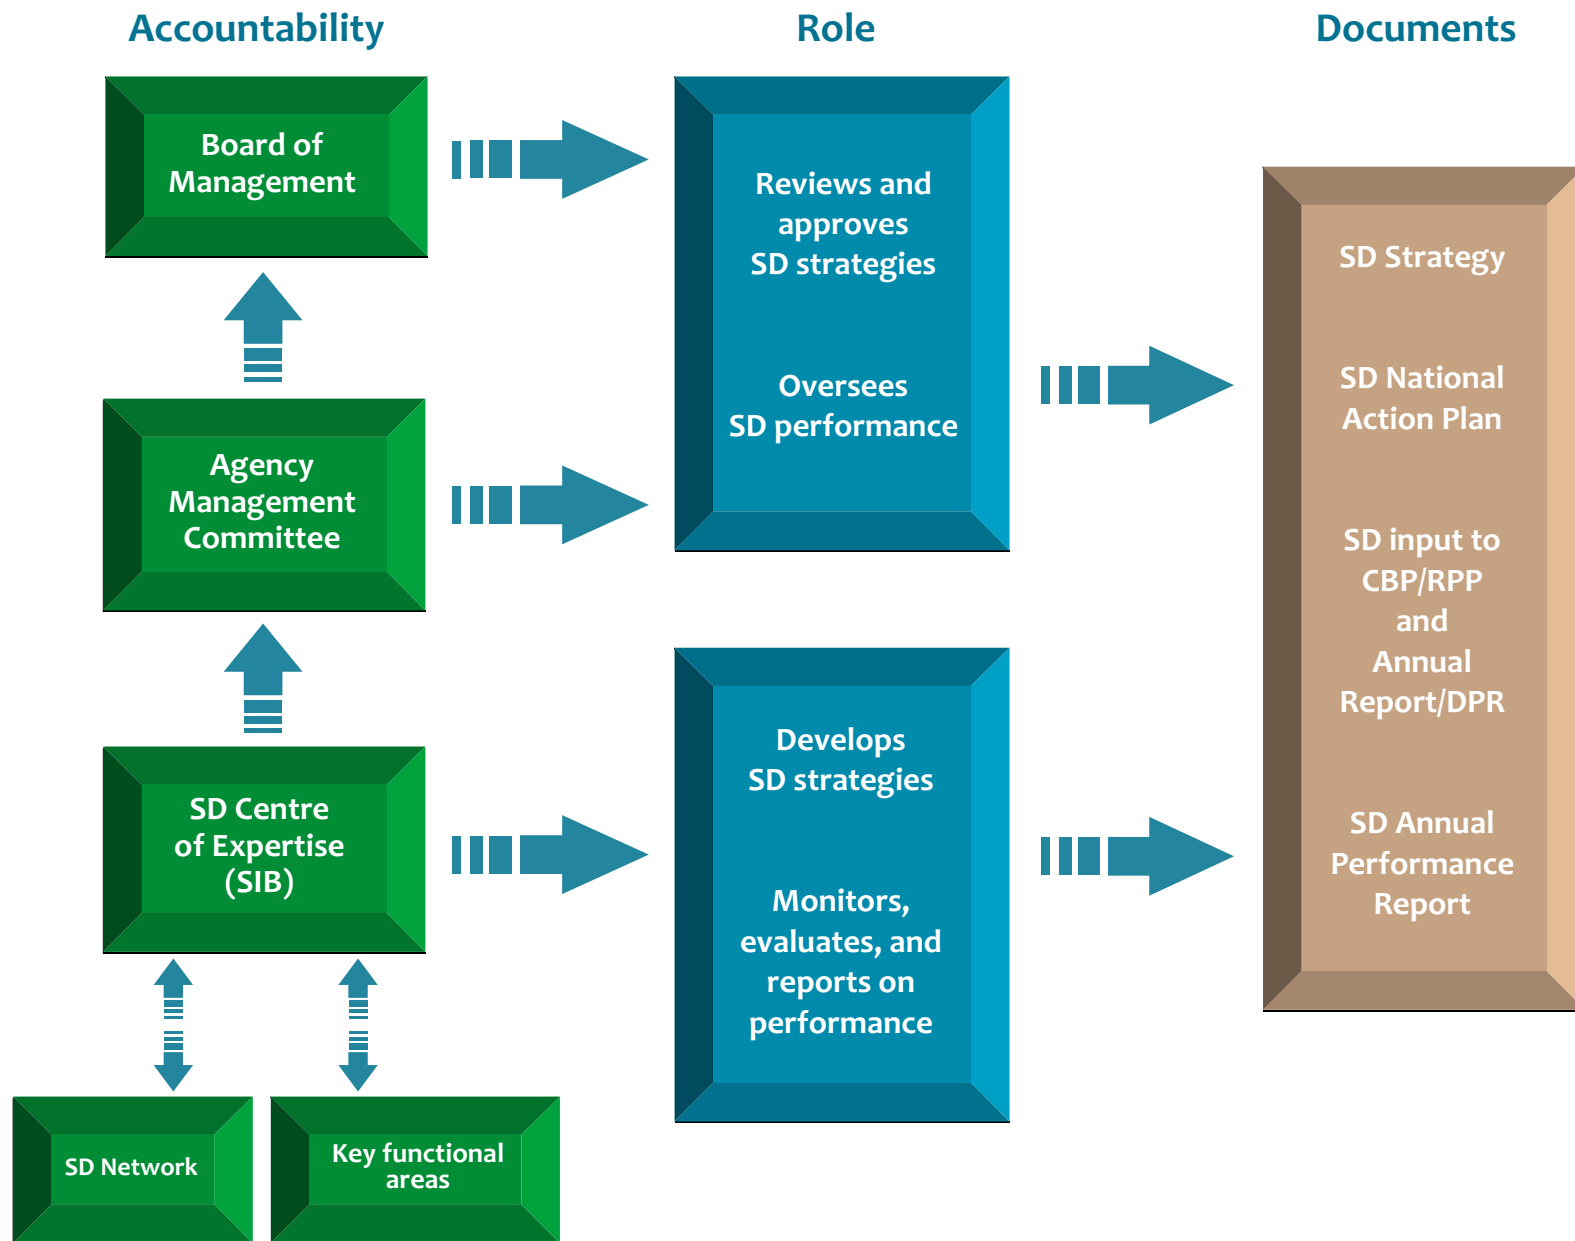 Accountability
Role
Documents
Board of
Management
Agency
Management
Committee
SD Centre
of Expertise
(SIB)
SD Network
Key functional
areas
Reviews and
approves
SD strategies
Oversees
SD performance
Develops
SD strategies
Monitors,
evaluates, and
reports on
performance
SD Strategy
SD National
Action Plan
SD input to
CBP/RPP
and
Annual
Report/DPR
SD Annual
Performance
Report